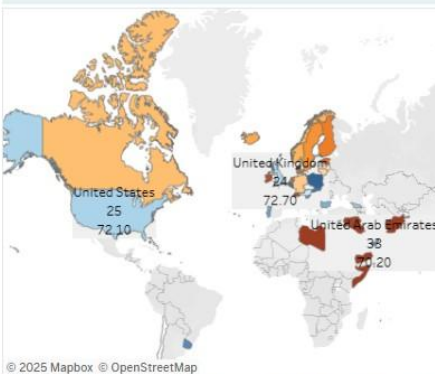 United Kingdom
24
72.70
United States
25
72.10
United Arab Emirates
38
70.20
© 2025 Mapbox © OpenStreetMap